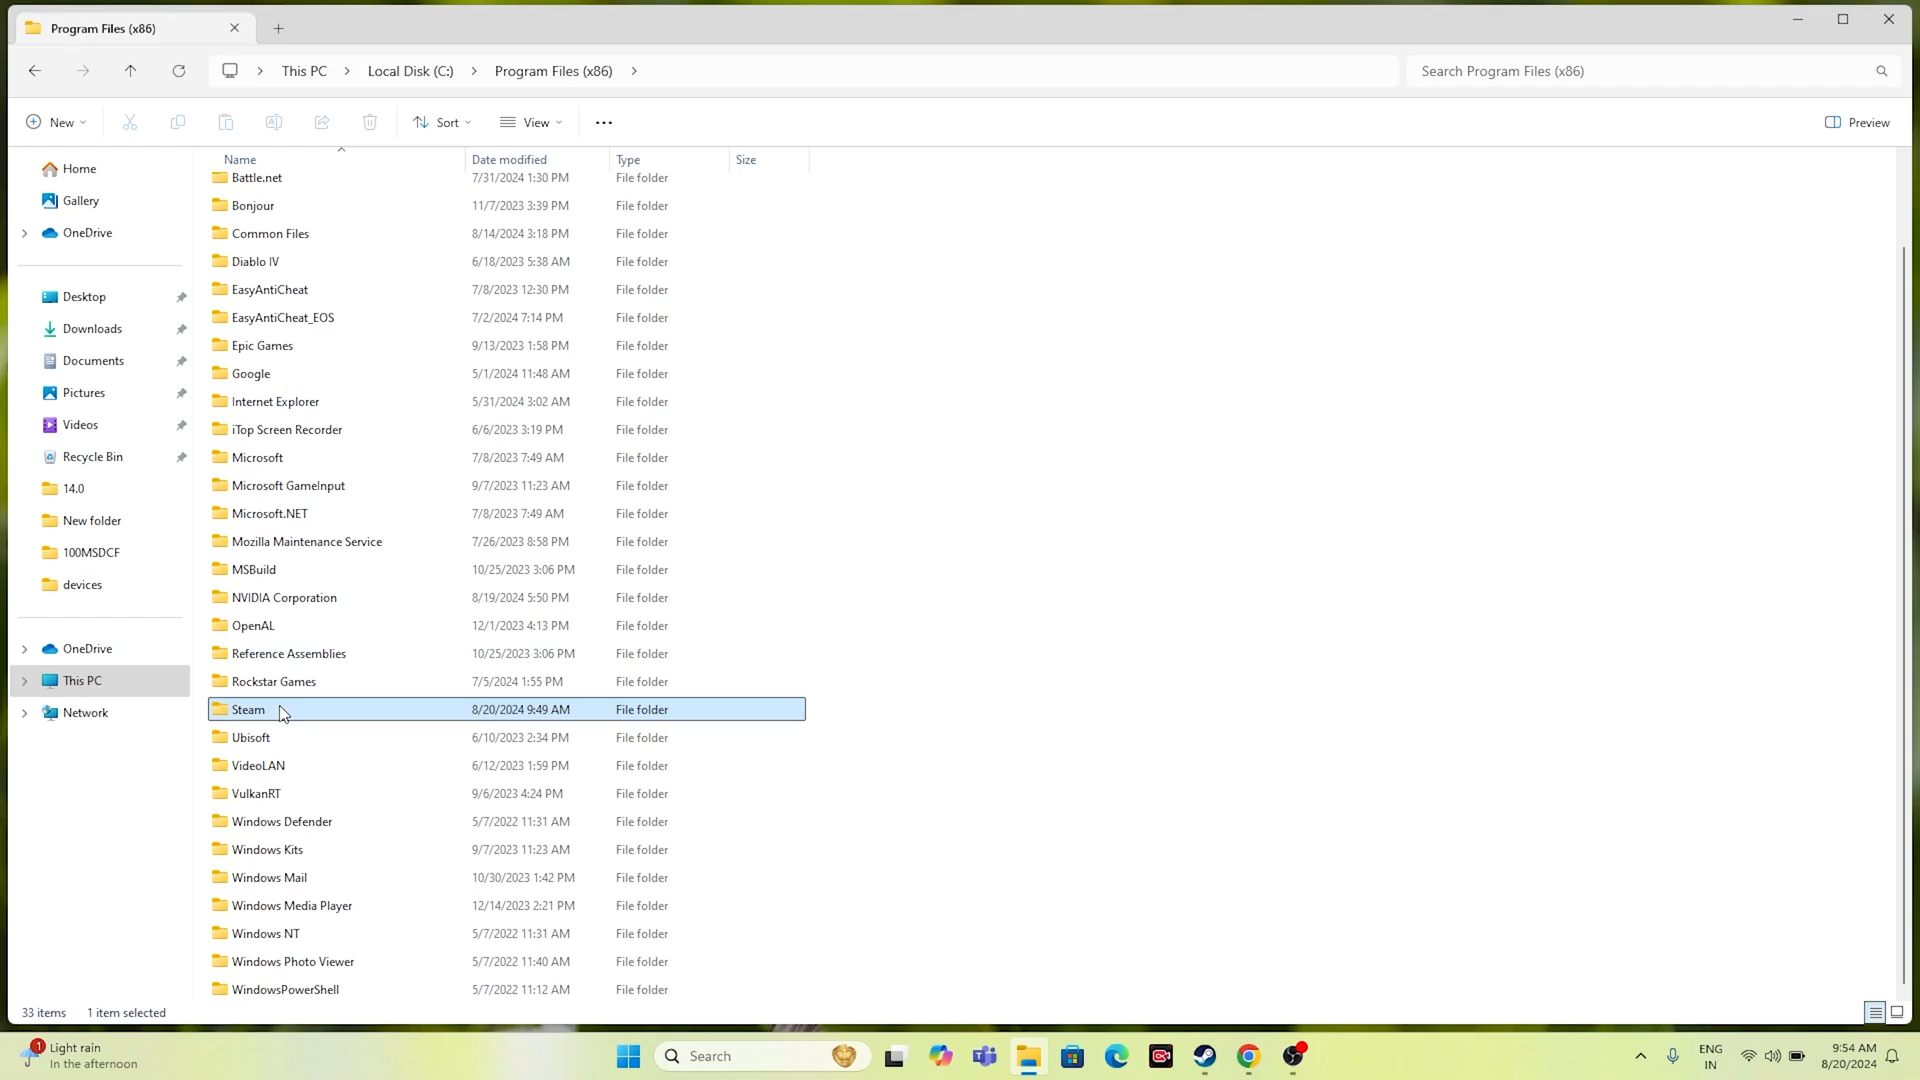 Program Files (x86)
This PC
Local Disk (C:)
Program Files (x86)
Search Program Files (x86)
New
Sort
View
Preview
Home
Gallery
OneDrive
Desktop
Downloads
Documents
Pictures
Videos
Recycle Bin
14.0
New folder
100MSDCF
devices
OneDrive
This PC
Network
Name Date modified Type Size
Battle.net 7/31/2024 1:30 PM File folder
Bonjour 11/7/2023 3:39 PM File folder
Common Files 8/14/2024 3:18 PM File folder
Diablo IV 6/18/2023 5:38 AM File folder
EasyAntiCheat 7/8/2023 12:30 PM File folder
EasyAntiCheat_EOS 7/2/2024 7:14 PM File folder
Epic Games 9/13/2023 1:58 PM File folder
Google 5/1/2024 11:48 AM File folder
Internet Explorer 5/31/2024 3:02 AM File folder
iTop Screen Recorder 6/6/2023 3:19 PM File folder
Microsoft 7/8/2023 7:49 AM File folder
Microsoft GameInput 9/7/2023 11:23 AM File folder
Microsoft.NET 7/8/2023 7:49 AM File folder
Mozilla Maintenance Service 7/26/2023 8:58 PM File folder
MSBuild 10/25/2023 3:06 PM File folder
NVIDIA Corporation 8/19/2024 5:50 PM File folder
OpenAL 12/1/2023 4:13 PM File folder
Reference Assemblies 10/25/2023 3:06 PM File folder
Rockstar Games 7/5/2024 1:55 PM File folder
Steam 8/20/2024 9:49 AM File folder
Ubisoft 6/10/2023 2:34 PM File folder
VideoLAN 6/12/2023 1:59 PM File folder
VulkanRT 9/6/2023 4:24 PM File folder
Windows Defender 5/7/2022 11:31 AM File folder
Windows Kits 9/7/2023 11:23 AM File folder
Windows Mail 10/30/2023 1:42 PM File folder
Windows Media Player 12/14/2023 2:21 PM File folder
Windows NT 5/7/2022 11:31 AM File folder
Windows Photo Viewer 5/7/2022 11:40 AM File folder
WindowsPowerShell 5/7/2022 11:12 AM File folder
33 items 1 item selected
1
Light rain
In the afternoon
Search
ENG
IN
9:54 AM
8/20/2024